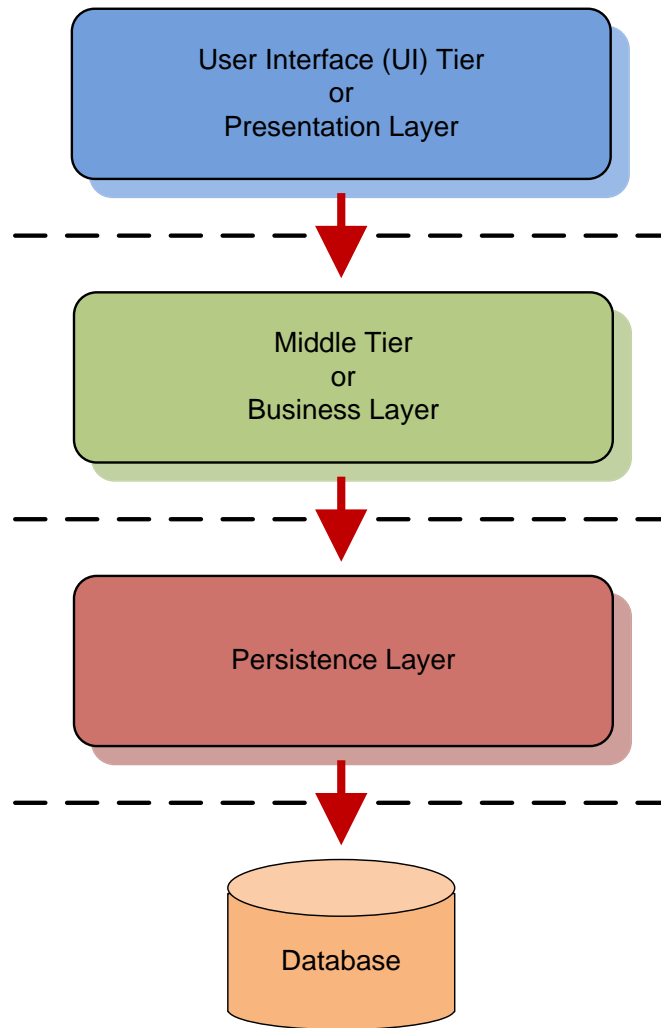 User Interface (UI) Tier
or
Presentation Layer
Middle Tier
or
Business Layer
Persistence Layer
Database